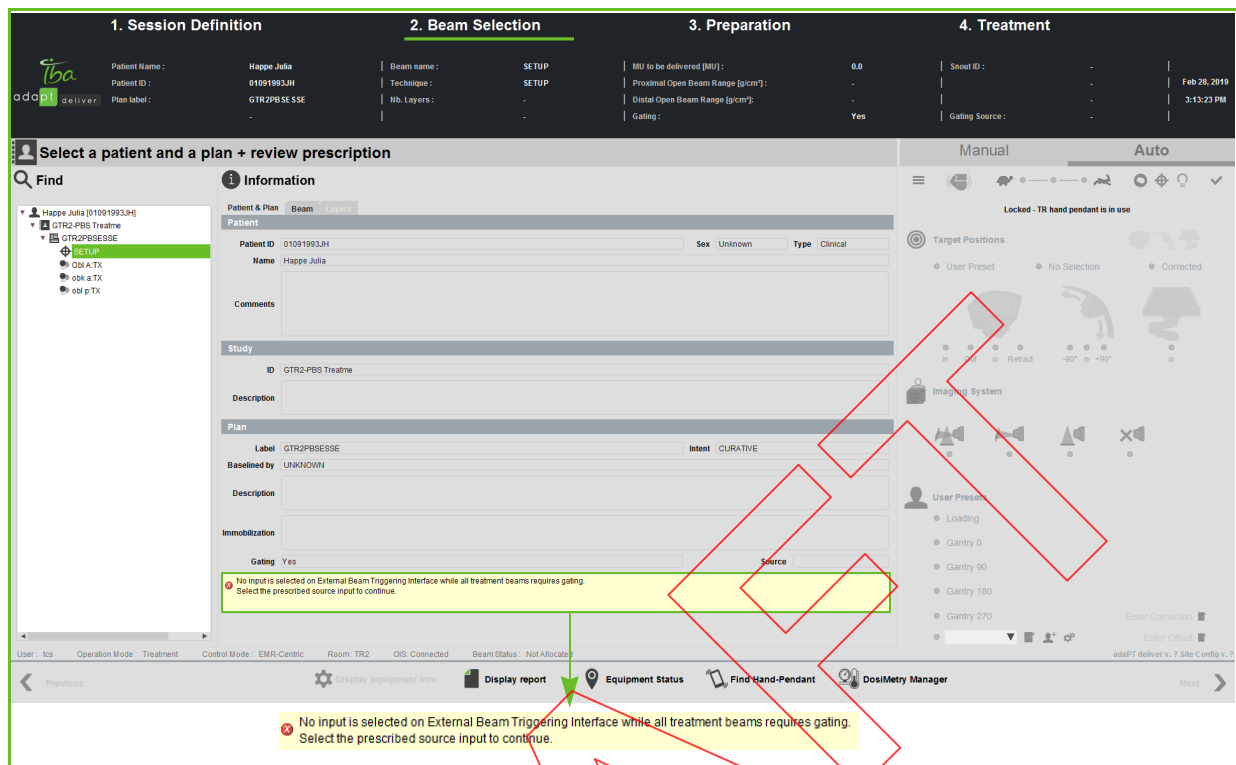 1. Session Definition 2. Beam Selection 3. Preparation 4. Treatment
iba
adapt deliver
Patient Name : Happe Julia Beam name : SETUP MU to be delivered [MU] : 0.0 Snout ID : -
Patient ID : 01091993JH Technique : SETUP Proximal Open Beam Range [g/cm²] : - - Feb 28, 2019
Plan label : GTR2PBSESSE Nb. Layers : - Distal Open Beam Range [g/cm²]: - - 3:13:23 PM
- - Gating : Yes Gating Source : -
Select a patient and a plan + review prescription
Manual Auto
Find
Information
Happe Julia [01091993JH]
GTR2-PBS Treatme
GTR2PBSESSE
SETUP
Obl A:TX
obk a:TX
obl p:TX
Patient & Plan Beam Layers
Patient
Patient ID 01091993JH Sex Unknown Type Clinical
Name Happe Julia
Comments
Study
ID GTR2-PBS Treatme
Description
Plan
Label GTR2PBSESSE Intent CURATIVE
Baselined by UNKNOWN
Description
Immobilization
Gating Yes Source
No input is selected on External Beam Triggering Interface while all treatment beams requires gating.
Select the prescribed source input to continue.
Locked - TR hand pendant is in use
Target Positions
User Preset No Selection Corrected
In Out Retract -90° +90°
Imaging System
User Presets
Loading
Gantry 0
Gantry 90
Gantry 180
Gantry 270 Enter Correction
Enter Offset
User : tcs Operation Mode : Treatment Control Mode : EMR-Centric Room : TR2 OIS: Connected Beam Status : Not Allocated adaPT deliver v. ? Site Config v. ?
Previous Display equipment info Display report Equipment Status Find Hand-Pendant DosiMetry Manager Next
No input is selected on External Beam Triggering Interface while all treatment beams requires gating.
Select the prescribed source input to continue.